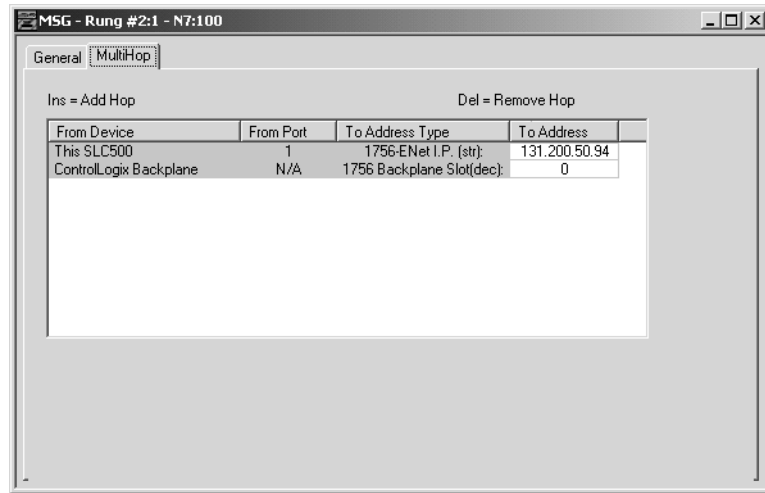 MSG - Rung #2:1 - N7:100
General MultiHop
Ins = Add Hop Del = Remove Hop
From Device From Port To Address Type To Address
This SLC500 1 1756-ENet I.P. (str): 131.200.50.94
ControlLogix Backplane N/A 1756 Backplane Slot(dec): 0